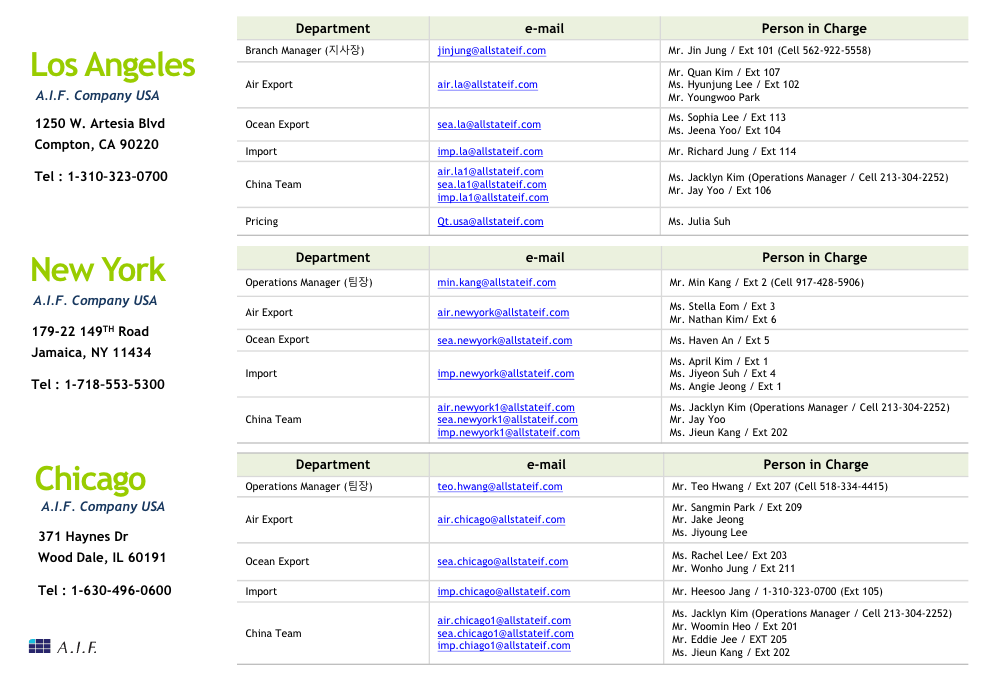 Los Angeles
A.I.F. Company USA
1250 W. Artesia Blvd
Compton, CA 90220
Tel : 1-310-323-0700
Department e-mail Person in Charge
Branch Manager (지사장) jinjung@allstateif.com Mr. Jin Jung / Ext 101 (Cell 562-922-5558)
Air Export air.la@allstateif.com Mr. Quan Kim / Ext 107
Ms. Hyunjung Lee / Ext 102
Mr. Youngwoo Park
Ocean Export sea.la@allstateif.com Ms. Sophia Lee / Ext 113
Ms. Jeena Yoo/ Ext 104
Import imp.la@allstateif.com Mr. Richard Jung / Ext 114
China Team air.la1@allstateif.com
sea.la1@allstateif.com
imp.la1@allstateif.com
Ms. Jacklyn Kim (Operations Manager / Cell 213-304-2252)
Mr. Jay Yoo / Ext 106
Pricing Qt.usa@allstateif.com Ms. Julia Suh
New York
A.I.F. Company USA
179-22 149TH Road
Jamaica, NY 11434
Tel : 1-718-553-5300
Department e-mail Person in Charge
Operations Manager (팀장) min.kang@allstateif.com Mr. Min Kang / Ext 2 (Cell 917-428-5906)
Air Export air.newyork@allstateif.com Ms. Stella Eom / Ext 3
Mr. Nathan Kim/ Ext 6
Ocean Export sea.newyork@allstateif.com Ms. Haven An / Ext 5
Import imp.newyork@allstateif.com Ms. April Kim / Ext 1
Ms. Jiyeon Suh / Ext 4
Ms. Angie Jeong / Ext 1
China Team air.newyork1@allstateif.com
sea.newyork1@allstateif.com
imp.newyork1@allstateif.com
Ms. Jacklyn Kim (Operations Manager / Cell 213-304-2252)
Mr. Jay Yoo
Ms. Jieun Kang / Ext 202
Chicago
A.I.F. Company USA
371 Haynes Dr
Wood Dale, IL 60191
Tel : 1-630-496-0600
Department e-mail Person in Charge
Operations Manager (팀장) teo.hwang@allstateif.com Mr. Teo Hwang / Ext 207 (Cell 518-334-4415)
Air Export air.chicago@allstateif.com Mr. Sangmin Park / Ext 209
Mr. Jake Jeong
Ms. Jiyoung Lee
Ocean Export sea.chicago@allstateif.com Ms. Rachel Lee/ Ext 203
Mr. Wonho Jung / Ext 211
Import imp.chicago@allstateif.com Mr. Heesoo Jang / 1-310-323-0700 (Ext 105)
China Team air.chicago1@allstateif.com
sea.chicago1@allstateif.com
imp.chiago1@allstateif.com
Ms. Jacklyn Kim (Operations Manager / Cell 213-304-2252)
Mr. Woomin Heo / Ext 201
Mr. Eddie Jee / EXT 205
Ms. Jieun Kang / Ext 202
A.I.F.